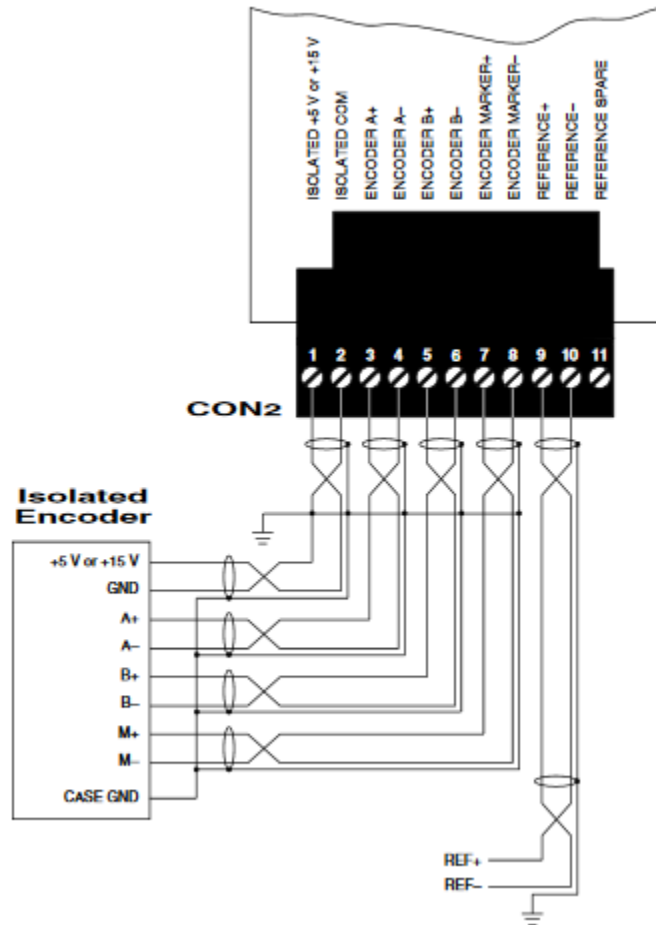 ISOLATED +5 V or +15 V
ISOLATED COM
ENCODER A+
ENCODER A–
ENCODER B+
ENCODER B–
ENCODER MARKER+
ENCODER MARKER–
REFERENCE+
REFERENCE–
REFERENCE SPARE
1 2 3 4 5 6 7 8 9 10 11
CON2
Isolated
Encoder
+5 V or +15 V
GND
A+
A–
B+
B–
M+
M–
CASE GND
REF+
REF–